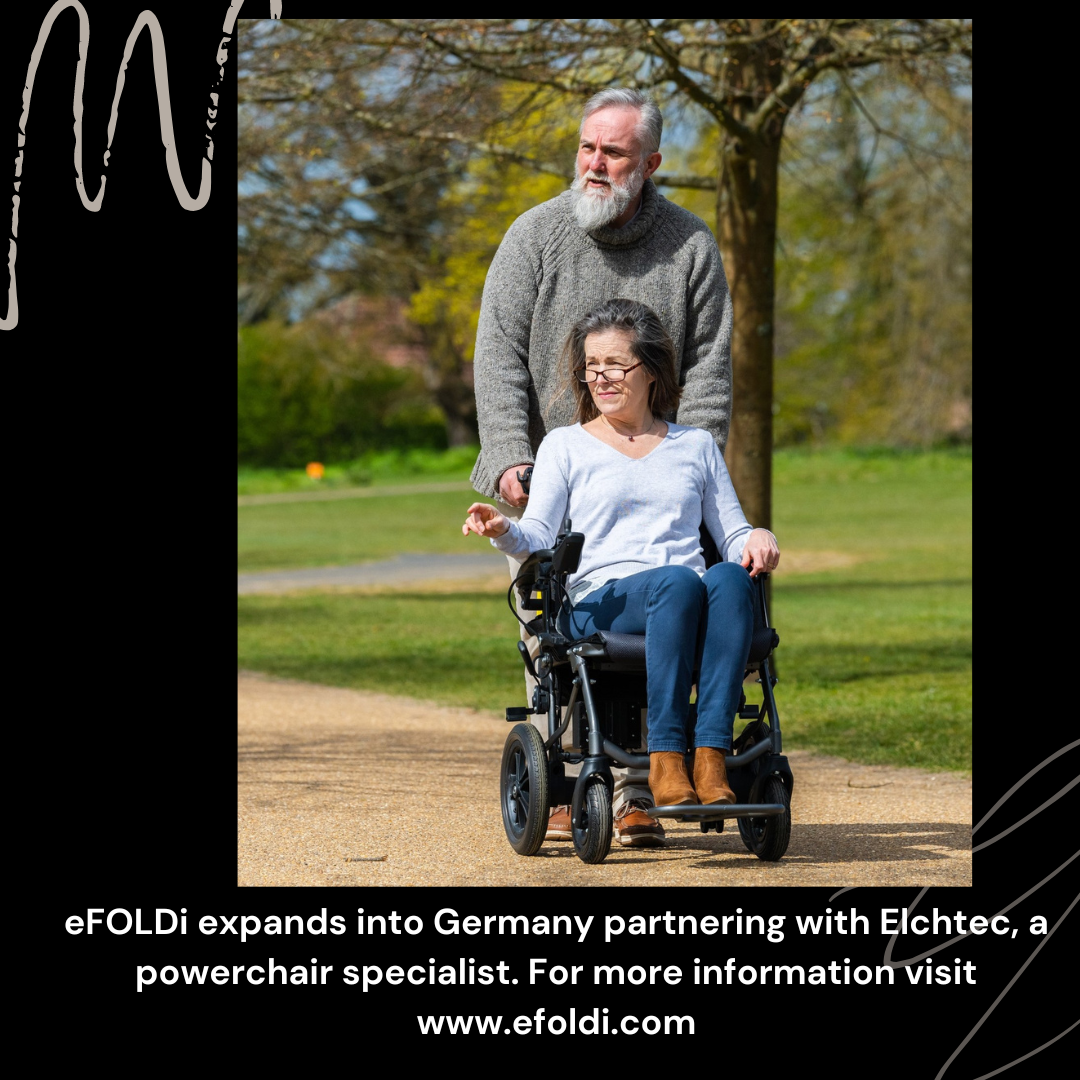 eFOLDi expands into Germany partnering with Elchtec, a
powerchair specialist. For more information visit
www.efoldi.com